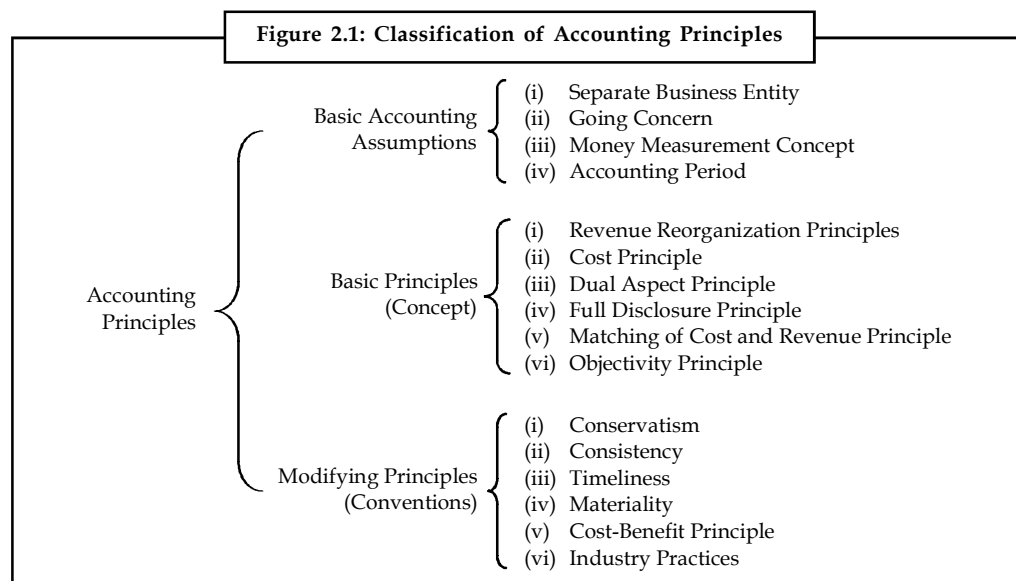 Figure 2.1: Classification of Accounting Principles
Basic Accounting
Assumptions
(i) Separate Business Entity
(ii) Going Concern
(iii) Money Measurement Concept
(iv) Accounting Period
Accounting
Principles
Basic Principles
(Concept)
(i) Revenue Reorganization Principles
(ii) Cost Principle
(iii) Dual Aspect Principle
(iv) Full Disclosure Principle
(v) Matching of Cost and Revenue Principle
(vi) Objectivity Principle
Modifying Principles
(Conventions)
(i) Conservatism
(ii) Consistency
(iii) Timeliness
(iv) Materiality
(v) Cost-Benefit Principle
(vi) Industry Practices